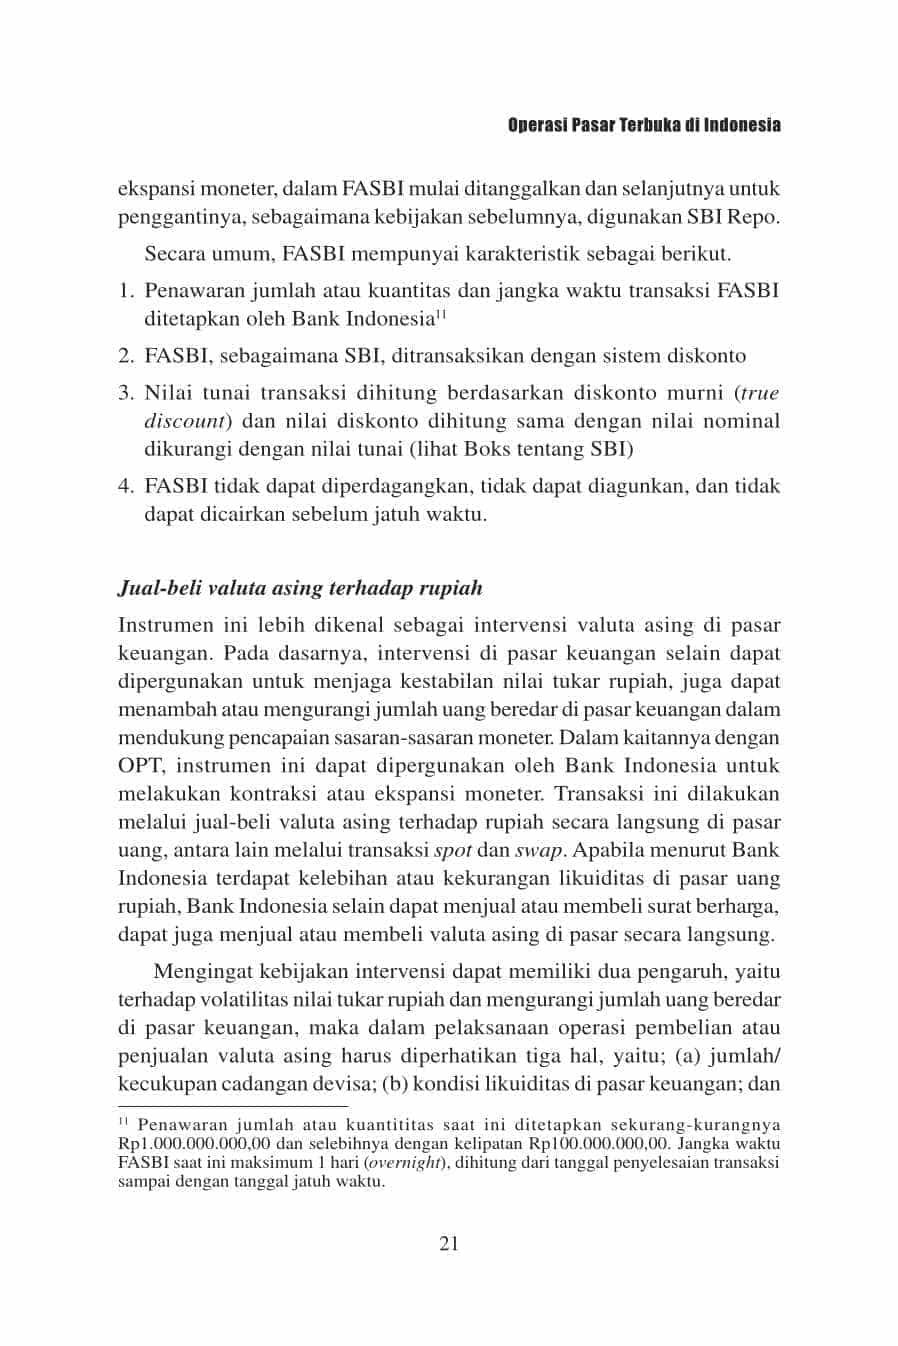 Operasi Pasar Terbuka di Indonesia
ekspansi moneter, dalam FASBI mulai ditanggalkan dan selanjutnya untuk
penggantinya, sebagaimana kebijakan sebelumnya, digunakan SBI Repo.
Secara umum, FASBI mempunyai karakteristik sebagai berikut.
1. Penawaran jumlah atau kuantitas dan jangka waktu transaksi FASBI
ditetapkan oleh Bank Indonesia¹¹
2. FASBI, sebagaimana SBI, ditransaksikan dengan sistem diskonto
3. Nilai tunai transaksi dihitung berdasarkan diskonto murni (true
discount) dan nilai diskonto dihitung sama dengan nilai nominal
dikurangi dengan nilai tunai (lihat Boks tentang SBI)
4. FASBI tidak dapat diperdagangkan, tidak dapat diagunkan, dan tidak
dapat dicairkan sebelum jatuh waktu.
Jual-beli valuta asing terhadap rupiah
Instrumen ini lebih dikenal sebagai intervensi valuta asing di pasar
keuangan. Pada dasarnya, intervensi di pasar keuangan selain dapat
dipergunakan untuk menjaga kestabilan nilai tukar rupiah, juga dapat
menambah atau mengurangi jumlah uang beredar di pasar keuangan dalam
mendukung pencapaian sasaran-sasaran moneter. Dalam kaitannya dengan
OPT, instrumen ini dapat dipergunakan oleh Bank Indonesia untuk
melakukan kontraksi atau ekspansi moneter. Transaksi ini dilakukan
melalui jual-beli valuta asing terhadap rupiah secara langsung di pasar
uang, antara lain melalui transaksi spot dan swap. Apabila menurut Bank
Indonesia terdapat kelebihan atau kekurangan likuiditas di pasar uang
rupiah, Bank Indonesia selain dapat menjual atau membeli surat berharga,
dapat juga menjual atau membeli valuta asing di pasar secara langsung.
Mengingat kebijakan intervensi dapat memiliki dua pengaruh, yaitu
terhadap volatilitas nilai tukar rupiah dan mengurangi jumlah uang beredar
di pasar keuangan, maka dalam pelaksanaan operasi pembelian atau
penjualan valuta asing harus diperhatikan tiga hal, yaitu; (a) jumlah/
kecukupan cadangan devisa; (b) kondisi likuiditas di pasar keuangan; dan
¹¹ Penawaran jumlah atau kuantititas saat ini ditetapkan sekurang-kurangnya
Rp1.000.000.000,00 dan selebihnya dengan kelipatan Rp100.000.000,00. Jangka waktu
FASBI saat ini maksimum 1 hari (overnight), dihitung dari tanggal penyelesaian transaksi
sampai dengan tanggal jatuh waktu.
21